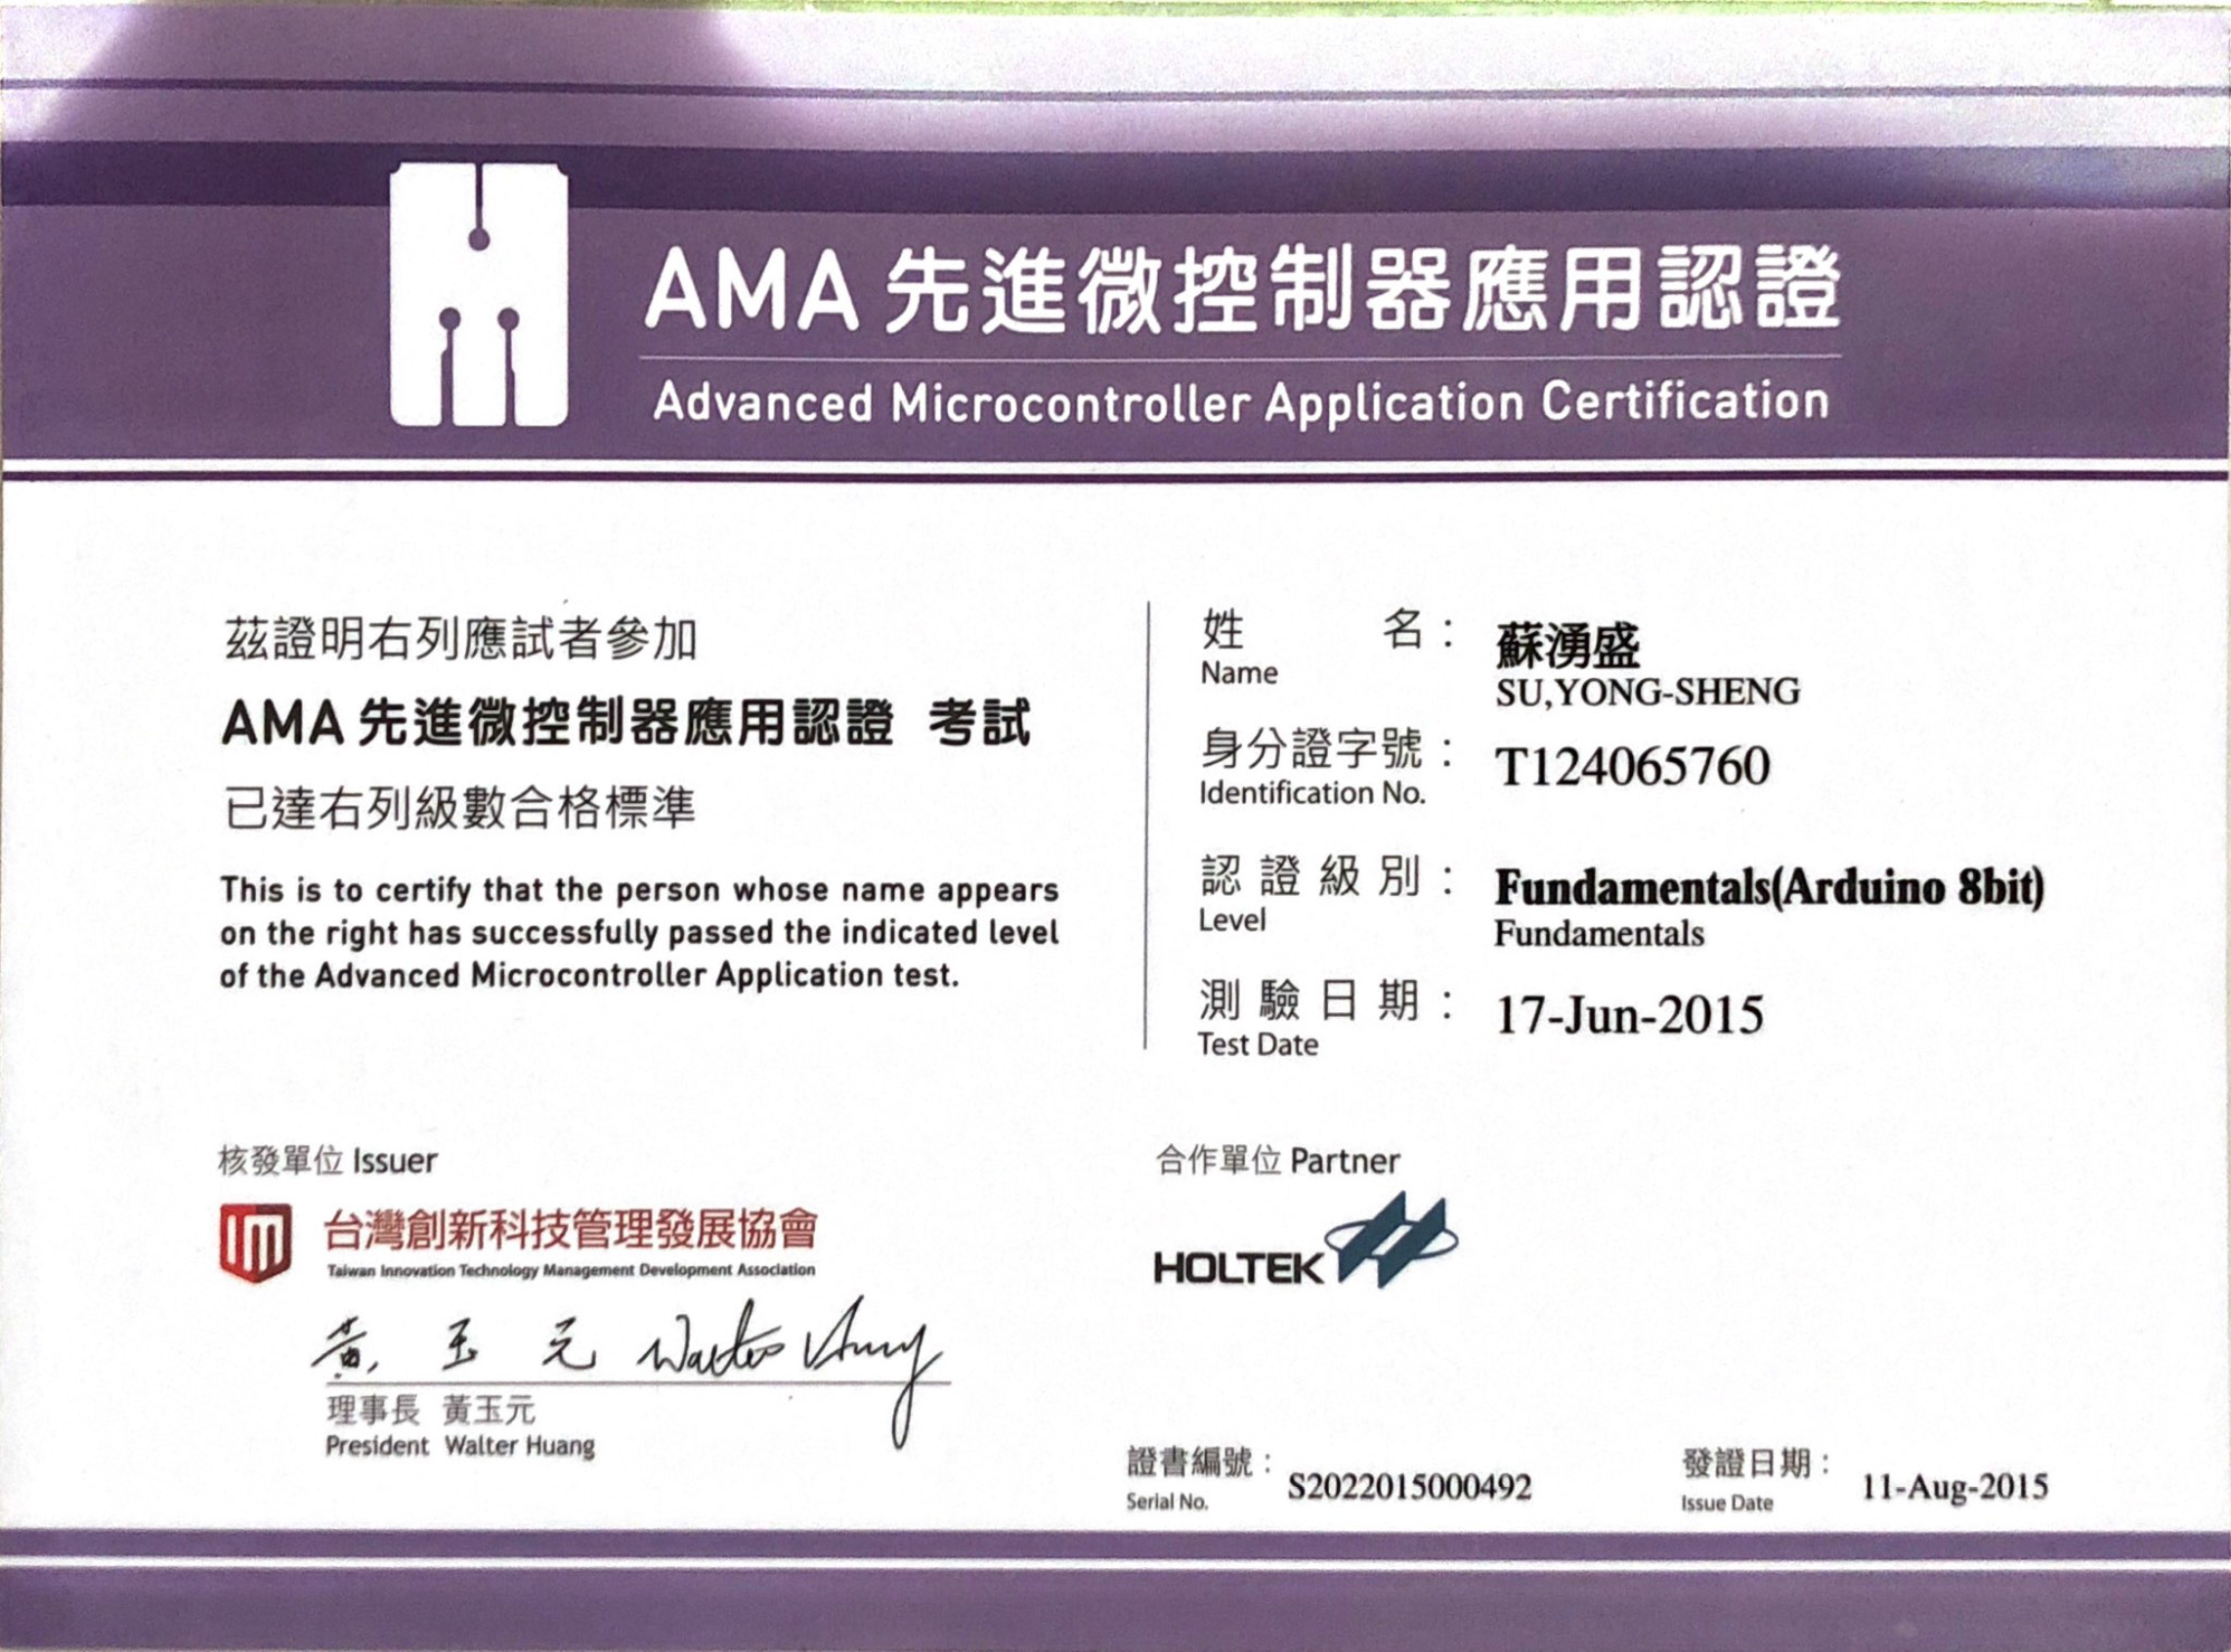 AMA 先進微控制器應用認證
Advanced Microcontroller Application Certification
茲證明右列應試者參加
AMA 先進微控制器應用認證 考試
已達右列級數合格標準
This is to certify that the person whose name appears
on the right has successfully passed the indicated level
of the Advanced Microcontroller Application test.
姓 名：蘇湧盛
Name SU,YONG-SHENG
身分證字號：T124065760
Identification No.
認證級別：Fundamentals(Arduino 8bit)
Level Fundamentals
測驗日期：17-Jun-2015
Test Date
核發單位 Issuer
台灣創新科技管理發展協會
Taiwan Innovation Technology Management Development Association
黃玉元 Walter Huang
理事長 黃玉元
President Walter Huang
合作單位 Partner
HOLTEK
證書編號：S2022015000492
Serial No.
發證日期：11-Aug-2015
Issue Date